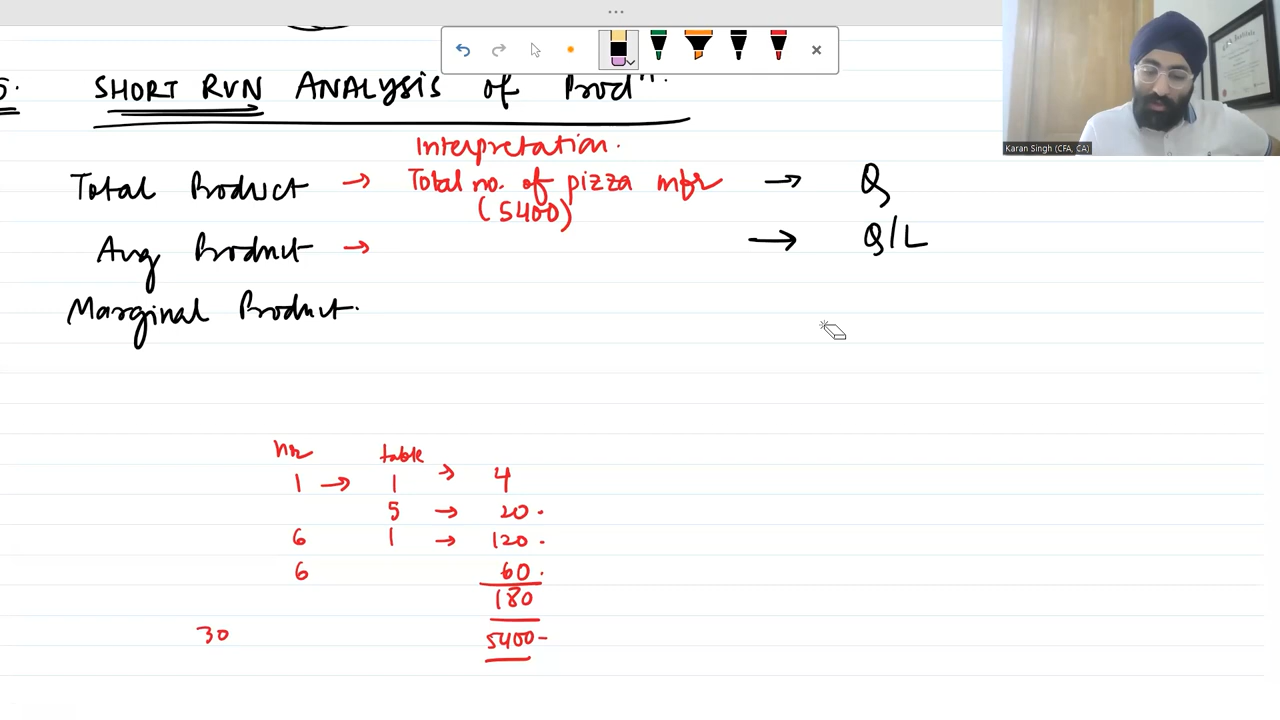 5. SHORT RUN ANALYSIS of Prodⁿ.
Interpretation.
Total Product → Total no. of pizza mfr → Q
(5400)
Avg Product → → Q/L
Marginal Product.
hr table
1 → 1 → 4
5 → 20.
6 1 → 120.
6 60.
180
30 5400-
Karan Singh (CFA, CA)